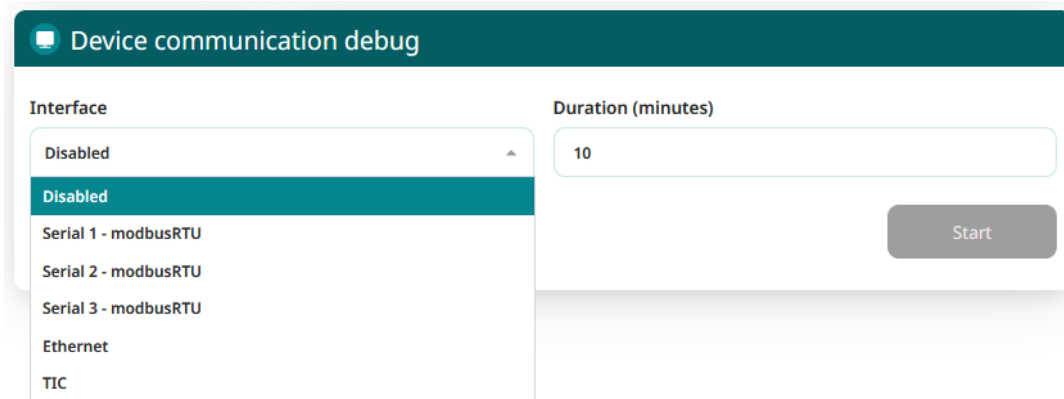 Device communication debug
Interface
Duration (minutes)
Disabled
10
Disabled
Serial 1 - modbusRTU
Start
Serial 2 - modbusRTU
Serial 3 - modbusRTU
Ethernet
TIC